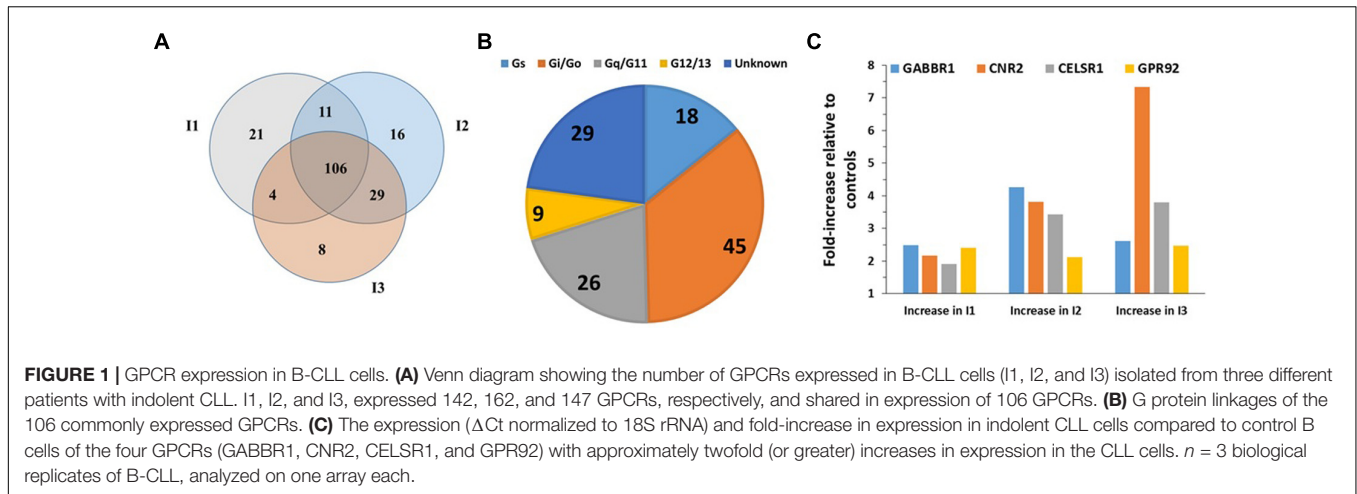 A
I1
I2
I3
21
11
16
106
4
29
8
B
Gs Gi/Go Gq/G11 G12/13 Unknown
18
45
26
9
29
C
GABBR1 CNR2 CELSR1 GPR92
Fold-increase relative to
controls
8
7
6
5
4
3
2
1
Increase in I1 Increase in I2 Increase in I3
FIGURE 1 | GPCR expression in B-CLL cells. (A) Venn diagram showing the number of GPCRs expressed in B-CLL cells (I1, I2, and I3) isolated from three different
patients with indolent CLL. I1, I2, and I3, expressed 142, 162, and 147 GPCRs, respectively, and shared in expression of 106 GPCRs. (B) G protein linkages of the
106 commonly expressed GPCRs. (C) The expression (ΔCt normalized to 18S rRNA) and fold-increase in expression in indolent CLL cells compared to control B
cells of the four GPCRs (GABBR1, CNR2, CELSR1, and GPR92) with approximately twofold (or greater) increases in expression in the CLL cells. n = 3 biological
replicates of B-CLL, analyzed on one array each.